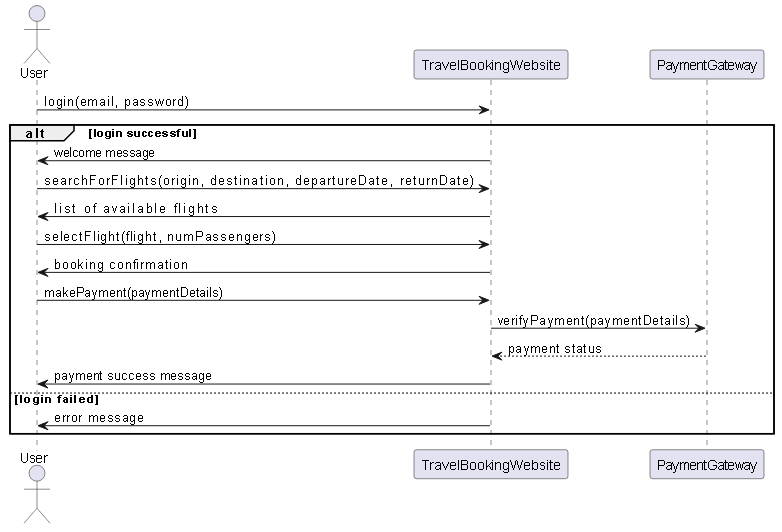 User
TravelBookingWebsite
PaymentGateway
login(email, password)
alt [login successful]
welcome message
searchForFlights(origin, destination, departureDate, returnDate)
list of available flights
selectFlight(flight, numPassengers)
booking confirmation
makePayment(paymentDetails)
verifyPayment(paymentDetails)
payment status
payment success message
[login failed]
error message
User
TravelBookingWebsite
PaymentGateway